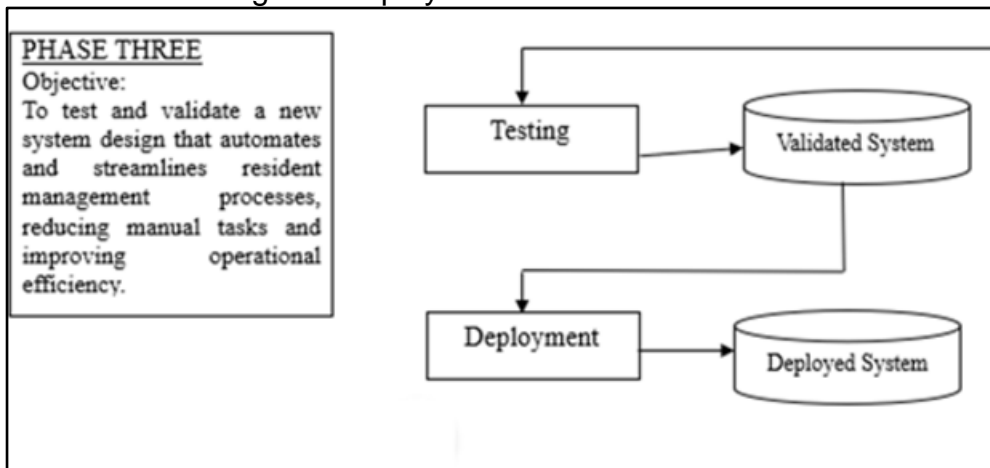 PHASE THREE
Objective:
To test and validate a new
system design that automates
and streamlines resident
management processes,
reducing manual tasks and
improving operational
efficiency.
Testing
Validated System
Deployment
Deployed System